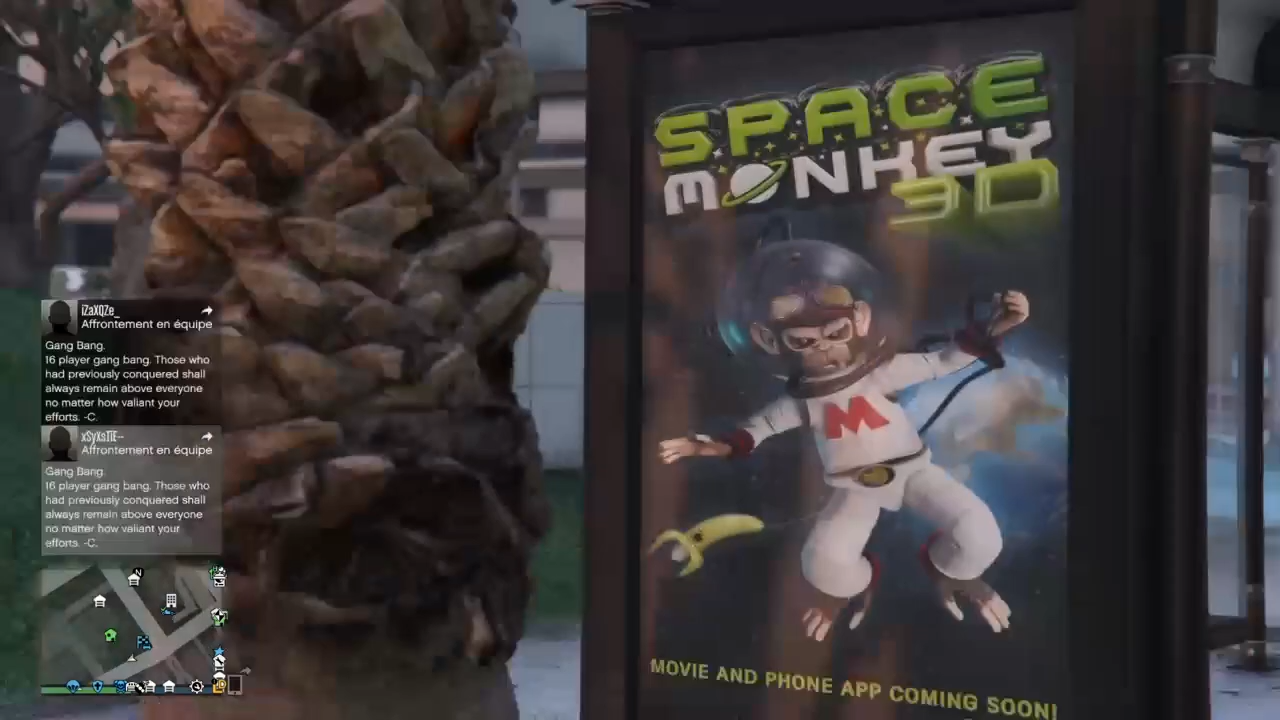 SPACE
MONKEY
3D
M
MOVIE AND PHONE APP COMING SOON!
iZaXQZe_
Affrontement en équipe
Gang Bang.
16 player gang bang. Those who
had previously conquered shall
always remain above everyone
no matter how valiant your
efforts. -C.
Affrontement en équipe
Gang Bang.
16 player gang bang. Those who
had previously conquered shall
always remain above everyone
no matter how valiant your
efforts. -C.
N